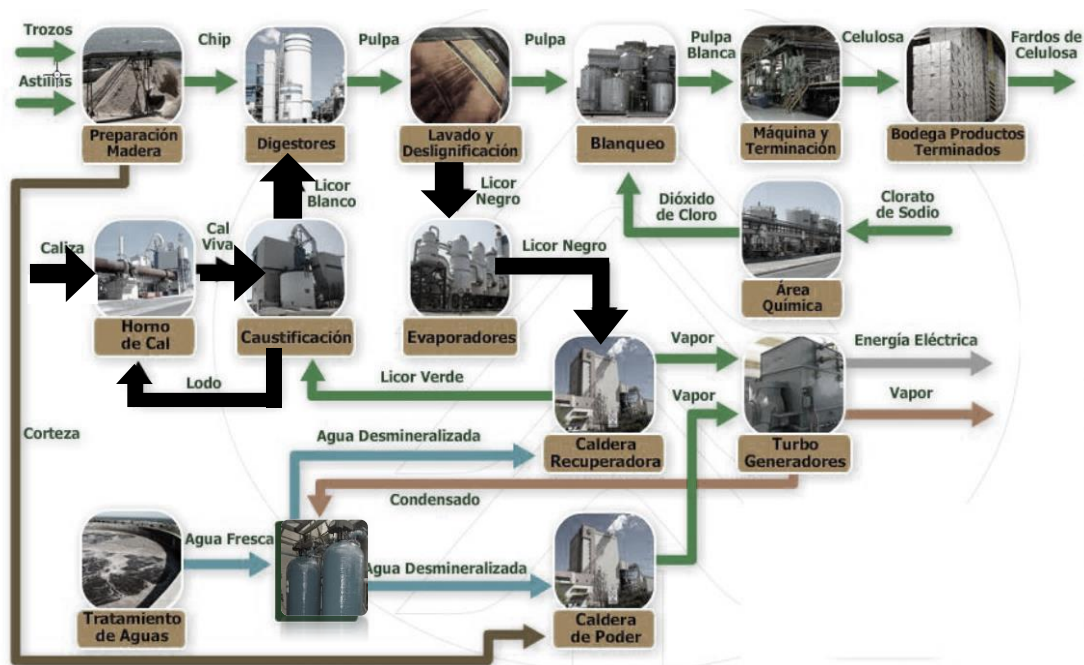 Trozos
Astillas
Chip
Pulpa
Pulpa
Pulpa
Blanca
Celulosa
Fardos de
Celulosa
Preparación
Madera
Digestores
Lavado y
Deslignificación
Blanqueo
Máquina y
Terminación
Bodega Productos
Terminados
Licor
Blanco
Licor
Negro
Dióxido
de Cloro
Clorato
de Sodio
Caliza
Cal
Viva
Licor Negro
Área
Química
Horno
de Cal
Caustificación
Evaporadores
Vapor
Energía Eléctrica
Lodo
Licor Verde
Vapor
Vapor
Corteza
Agua Desmineralizada
Caldera
Recuperadora
Turbo
Generadores
Condensado
Agua Fresca
Agua Desmineralizada
Tratamiento
de Aguas
Caldera
de Poder